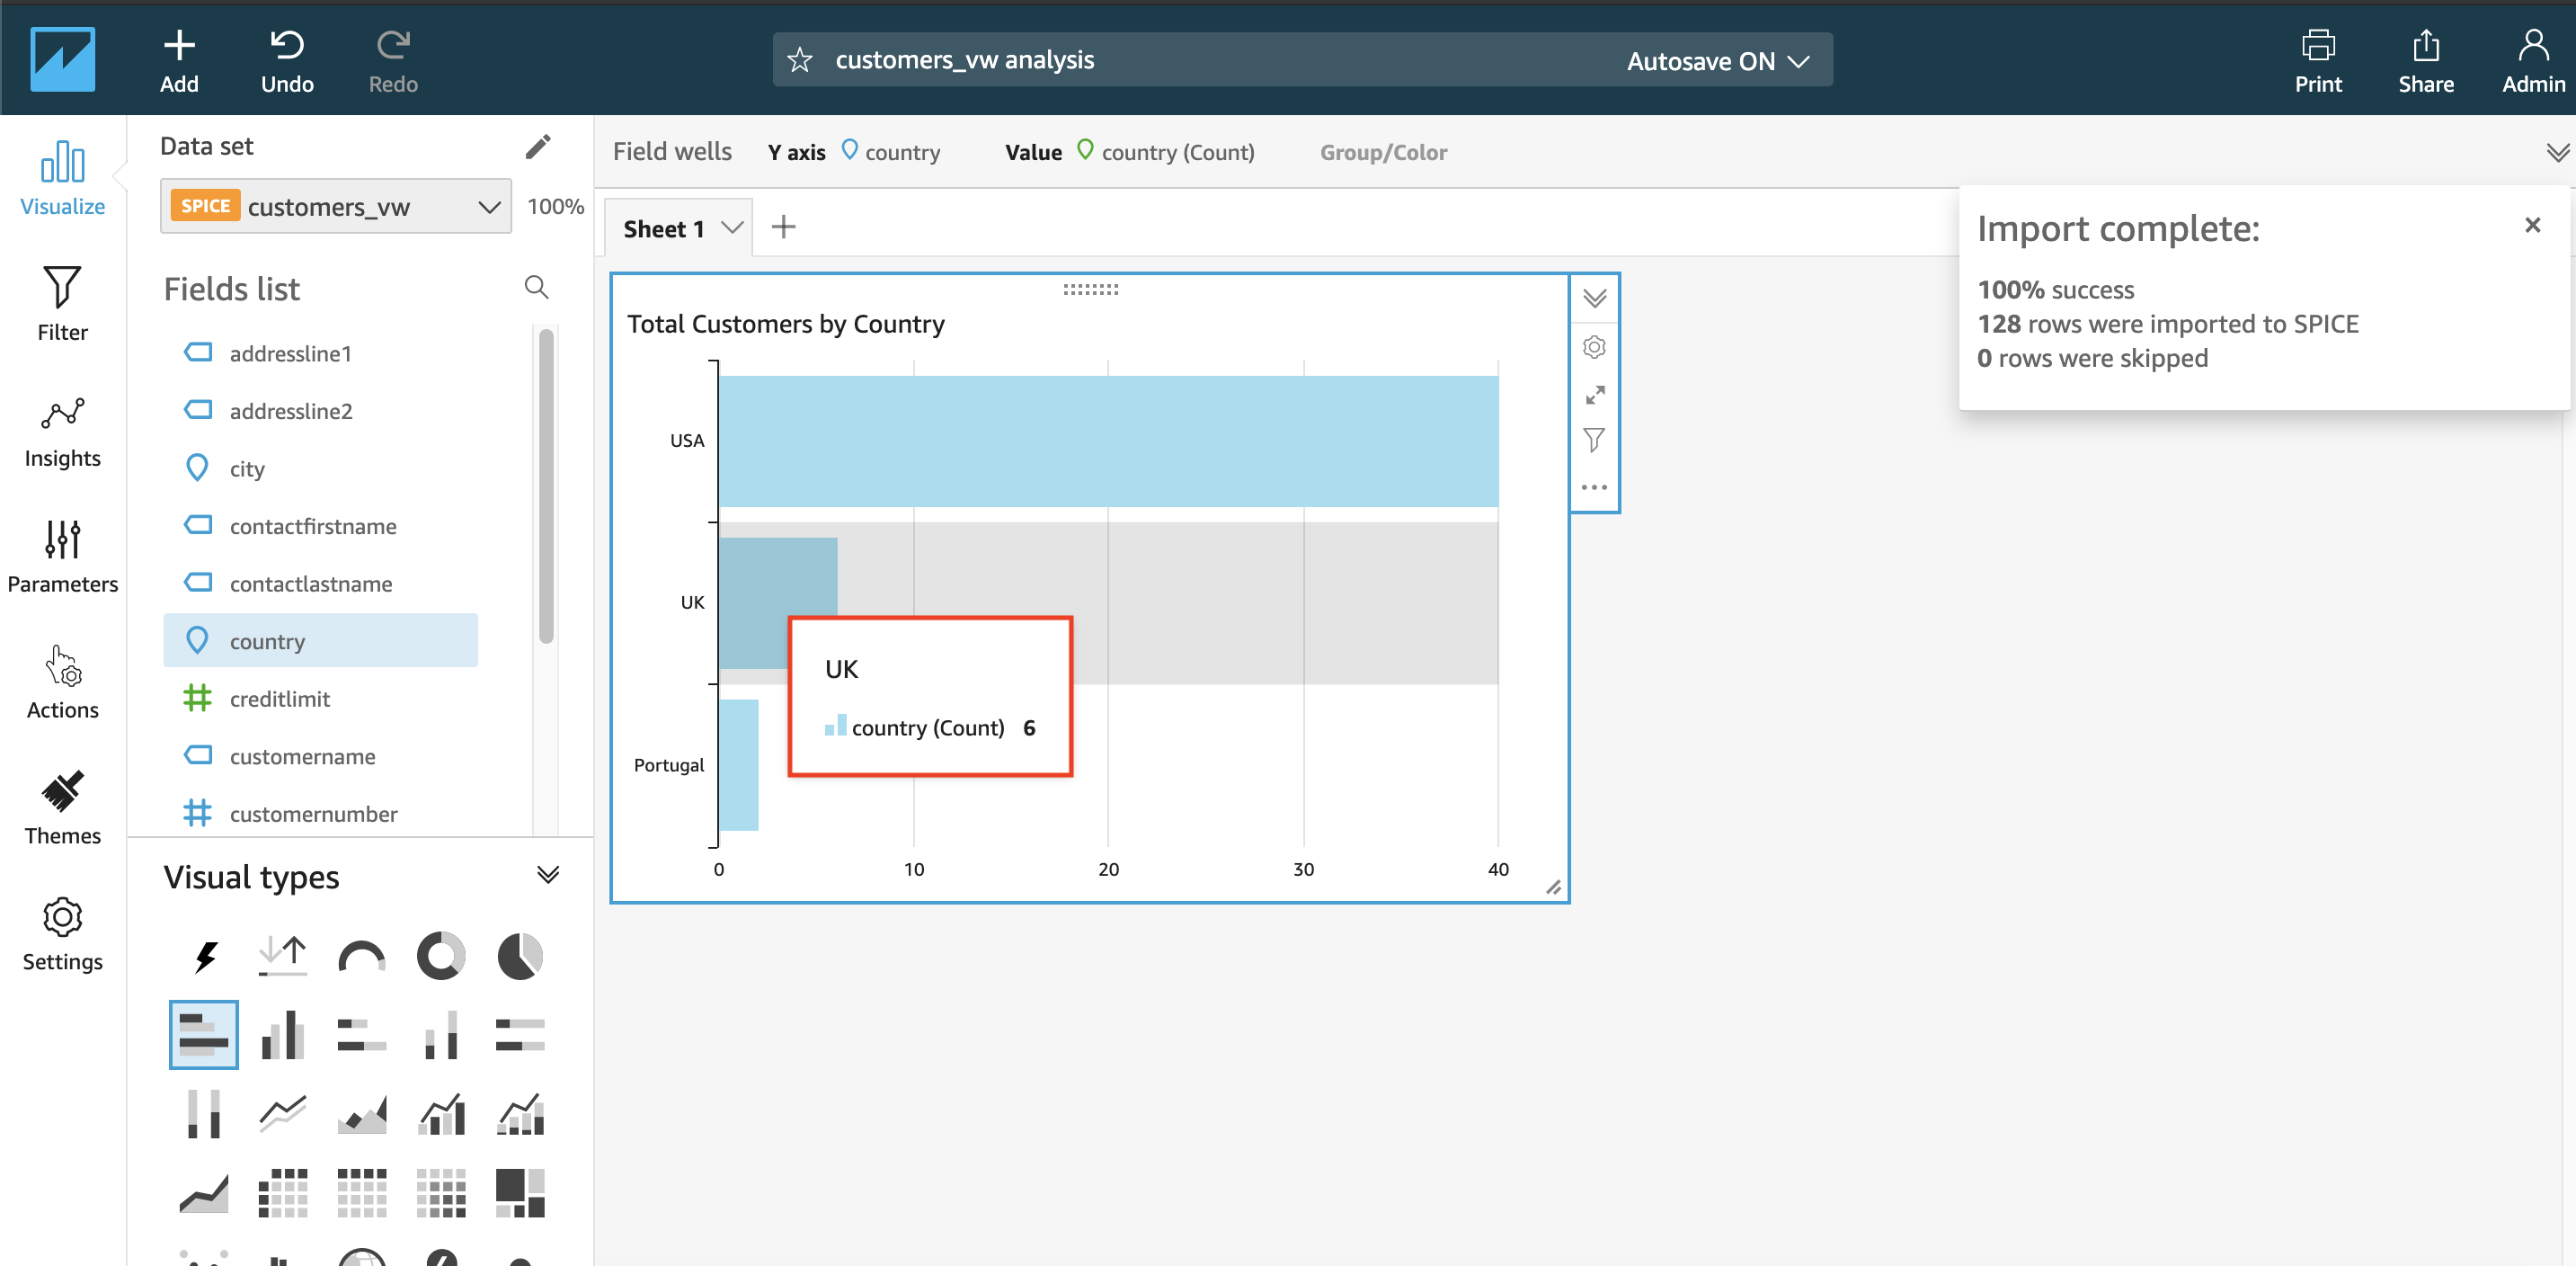 Add
Undo
Redo
customers_vw analysis
Autosave ON
Print
Share
Admin
Visualize
Filter
Insights
Parameters
Actions
Themes
Settings
Data set
SPICE customers_vw 100%
Fields list
addressline1
addressline2
city
contactfirstname
contactlastname
country
creditlimit
customername
customernumber
Visual types
Field wells Y axis country Value country (Count) Group/Color
Sheet 1
Total Customers by Country
USA
UK
Portugal
UK
country (Count) 6
0 10 20 30 40
Import complete:
100% success
128 rows were imported to SPICE
0 rows were skipped